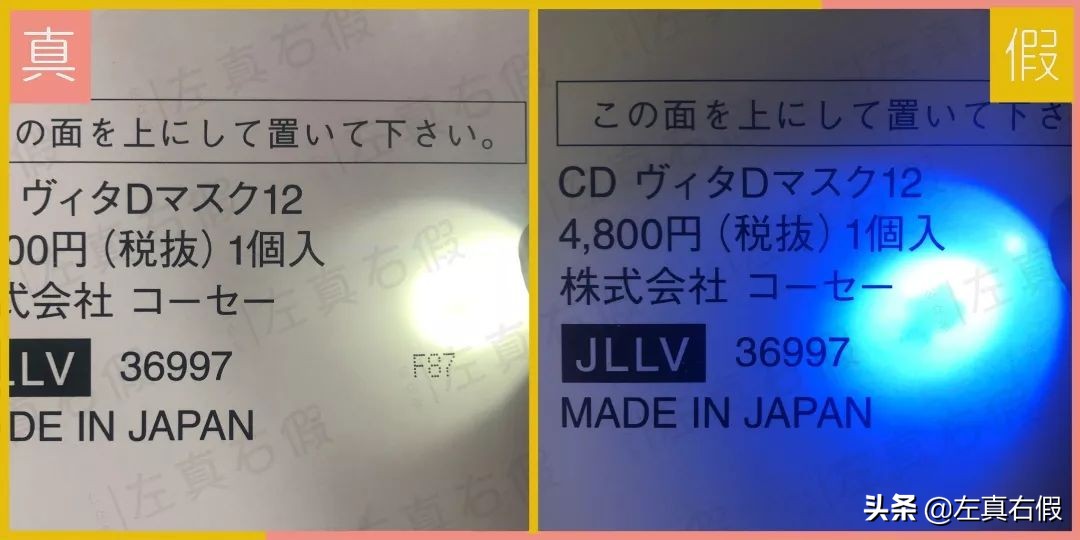 真
の面を上にして置いて下さい。
ヴィタDマスク12
00円（税抜）1個入
式会社 コーセー
LLV 36997
F87
DE IN JAPAN
假
この面を上にして置いて下さ
CD ヴィタDマスク12
4,800円（税抜）1個入
株式会社 コーセー
JLLV 36997
MADE IN JAPAN
左真右假
头条 @左真右假